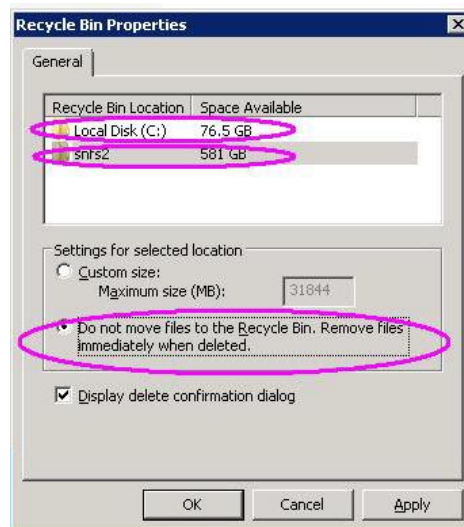 Recycle Bin Properties
General
Recycle Bin Location Space Available
Local Disk (C:) 76.5 GB
snfs2 581 GB
Settings for selected location
Custom size:
Maximum size (MB): 31844
Do not move files to the Recycle Bin. Remove files
immediately when deleted.
Display delete confirmation dialog
OK Cancel Apply